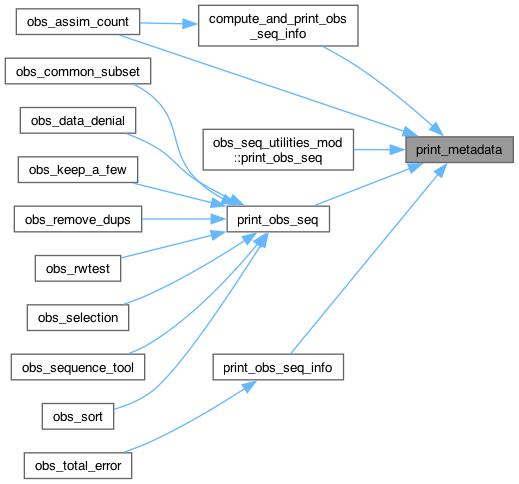 obs_assim_count
compute_and_print_obs
_seq_info
obs_common_subset
obs_data_denial
obs_seq_utilities_mod
::print_obs_seq
print_metadata
obs_keep_a_few
obs_remove_dups
print_obs_seq
obs_rwtest
obs_selection
obs_sequence_tool
print_obs_seq_info
obs_sort
obs_total_error